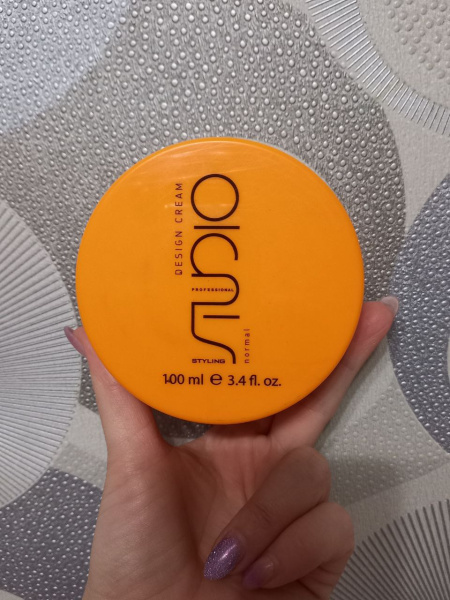 DESIGN CREAM
STUDIO
PROFESSIONAL
STYLING
normal
100 ml e 3.4 fl. oz.